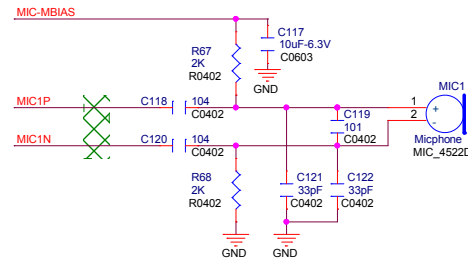 MIC-MBIAS
C117
10uF-6.3V
C0603
GND
R67
2K
R0402
MIC1P
C118
104
C0402
MIC1N
C120
104
C0402
C119
101
C0402
1
2
MIC1
+
-
Micphone
MIC_4522D
R68
2K
R0402
GND
C121
33pF
C0402
C122
33pF
C0402
GND